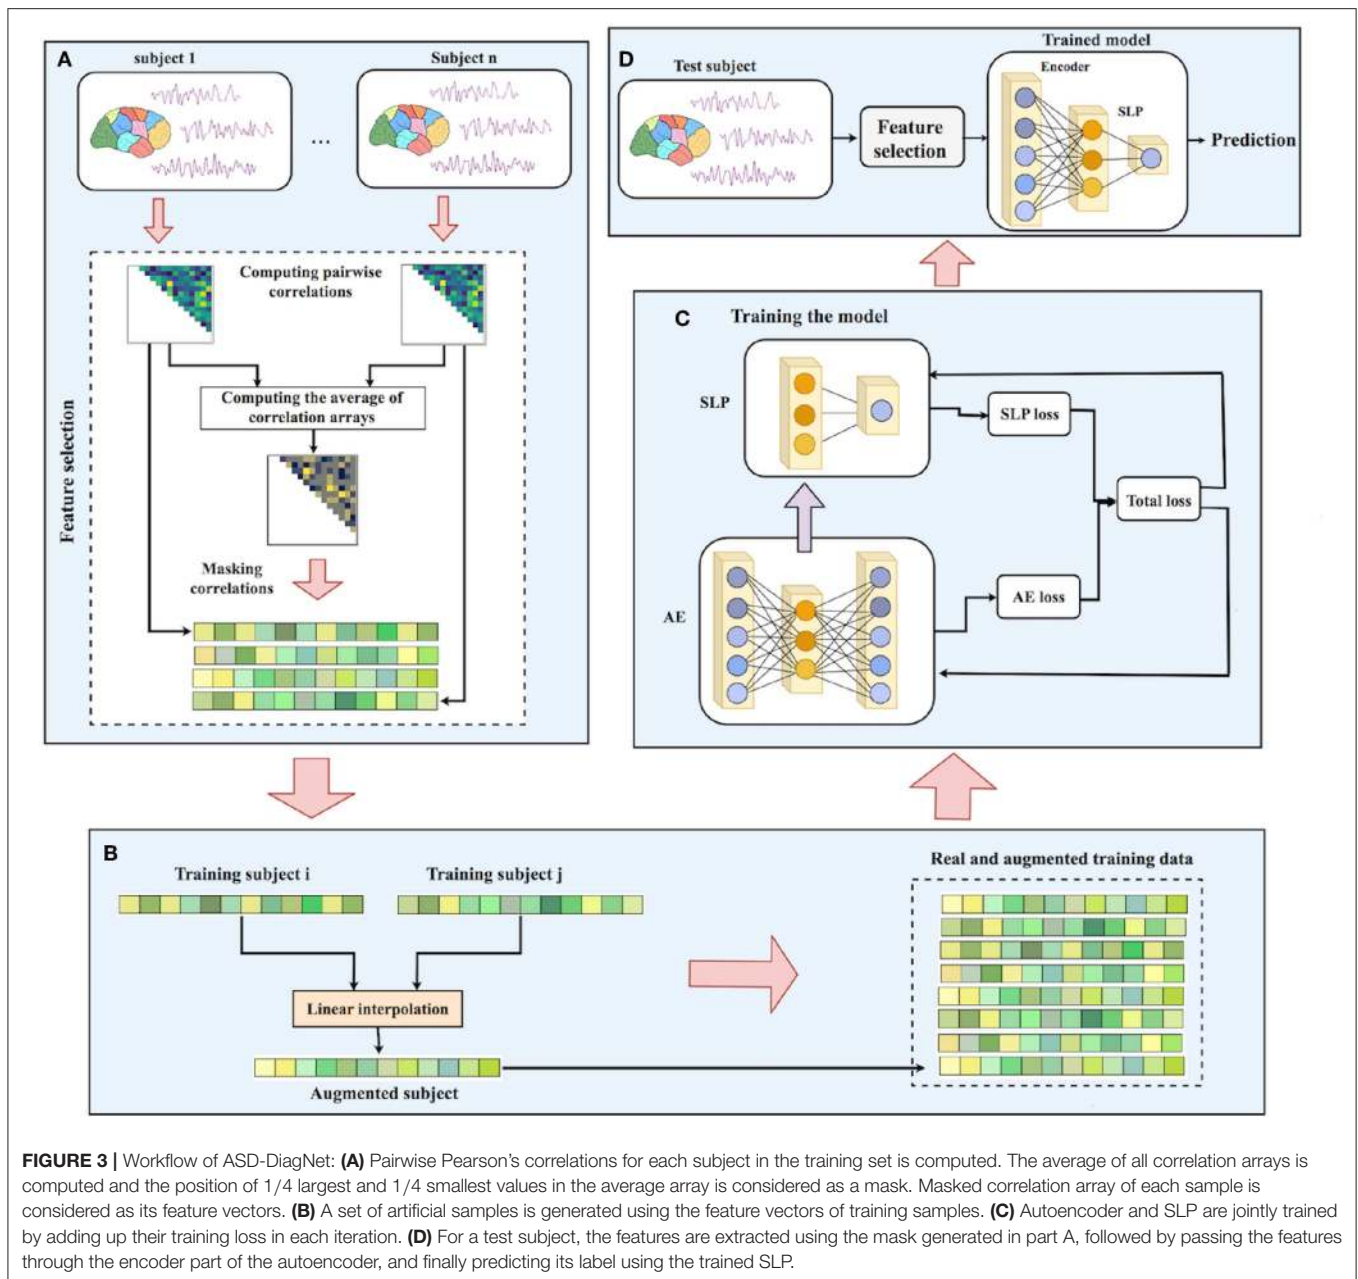 A
subject 1
Subject n
...
Computing pairwise
correlations
Computing the average of
correlation arrays
Feature selection
Masking
correlations
D
Test subject
Feature
selection
Trained model
Encoder
SLP
Prediction
C
Training the model
SLP
SLP loss
Total loss
AE
AE loss
B
Training subject i
Training subject j
Linear interpolation
Augmented subject
Real and augmented training data
FIGURE 3 | Workflow of ASD-DiagNet: (A) Pairwise Pearson's correlations for each subject in the training set is computed. The average of all correlation arrays is
computed and the position of 1/4 largest and 1/4 smallest values in the average array is considered as a mask. Masked correlation array of each sample is
considered as its feature vectors. (B) A set of artificial samples is generated using the feature vectors of training samples. (C) Autoencoder and SLP are jointly trained
by adding up their training loss in each iteration. (D) For a test subject, the features are extracted using the mask generated in part A, followed by passing the features
through the encoder part of the autoencoder, and finally predicting its label using the trained SLP.